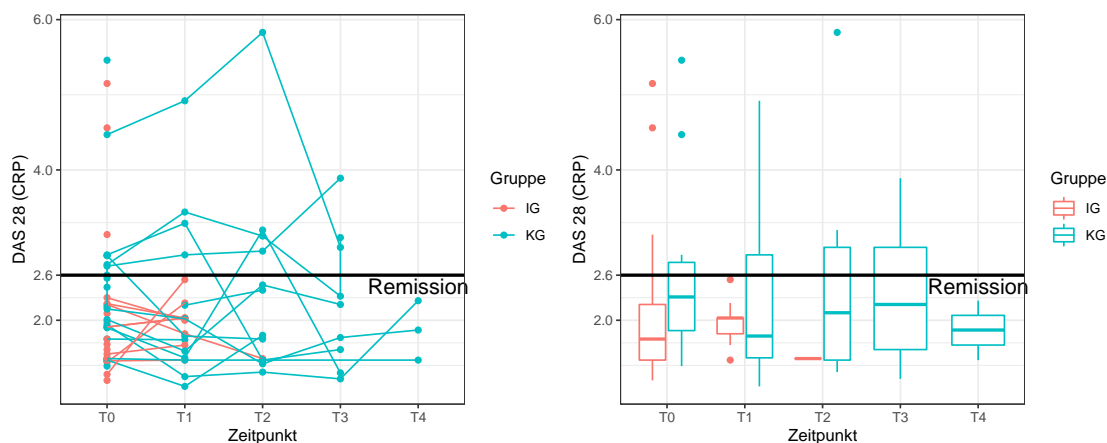 6.0
4.0
2.6
2.0
DAS 28 (CRP)
Remission
T0 T1 T2 T3 T4
Zeitpunkt
Gruppe
IG
KG
6.0
4.0
2.6
2.0
DAS 28 (CRP)
Remission
T0 T1 T2 T3 T4
Zeitpunkt
Gruppe
IG
KG